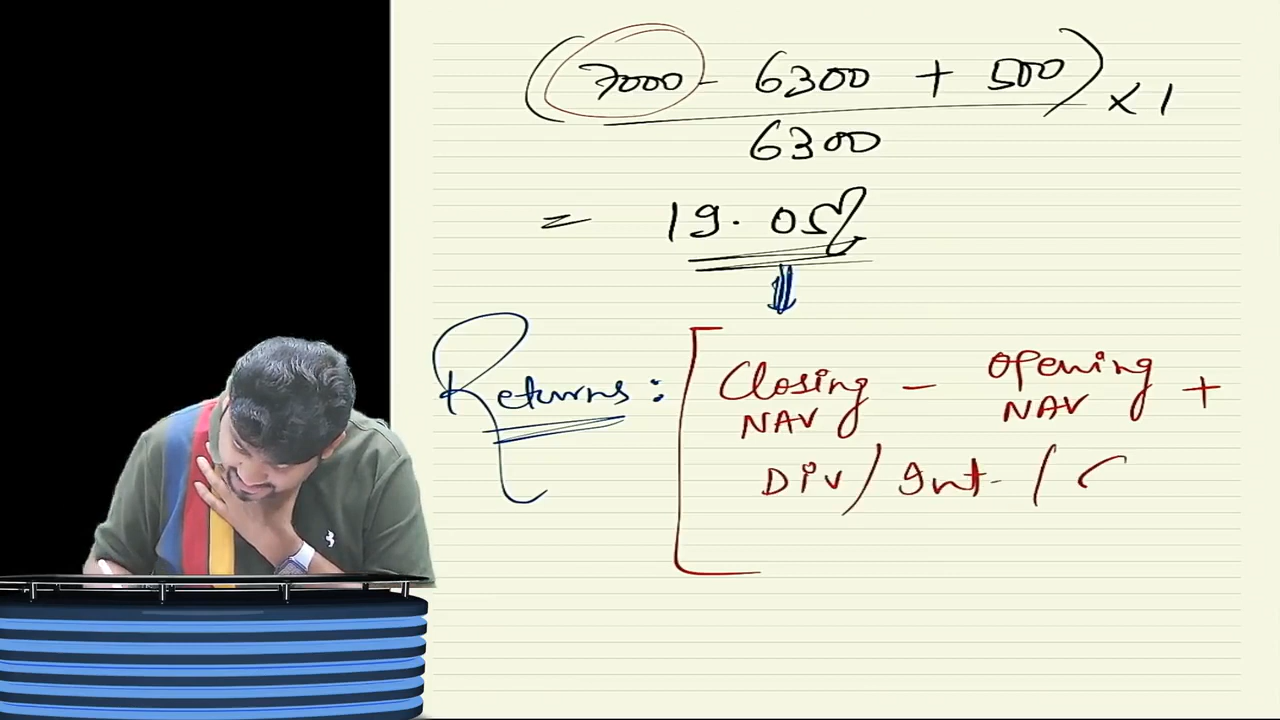 (7000 - 6300 + 500) × 1
6300
= 19.05%
Returns: [ Closing - Opening +
NAV NAV
Div / Int. / C